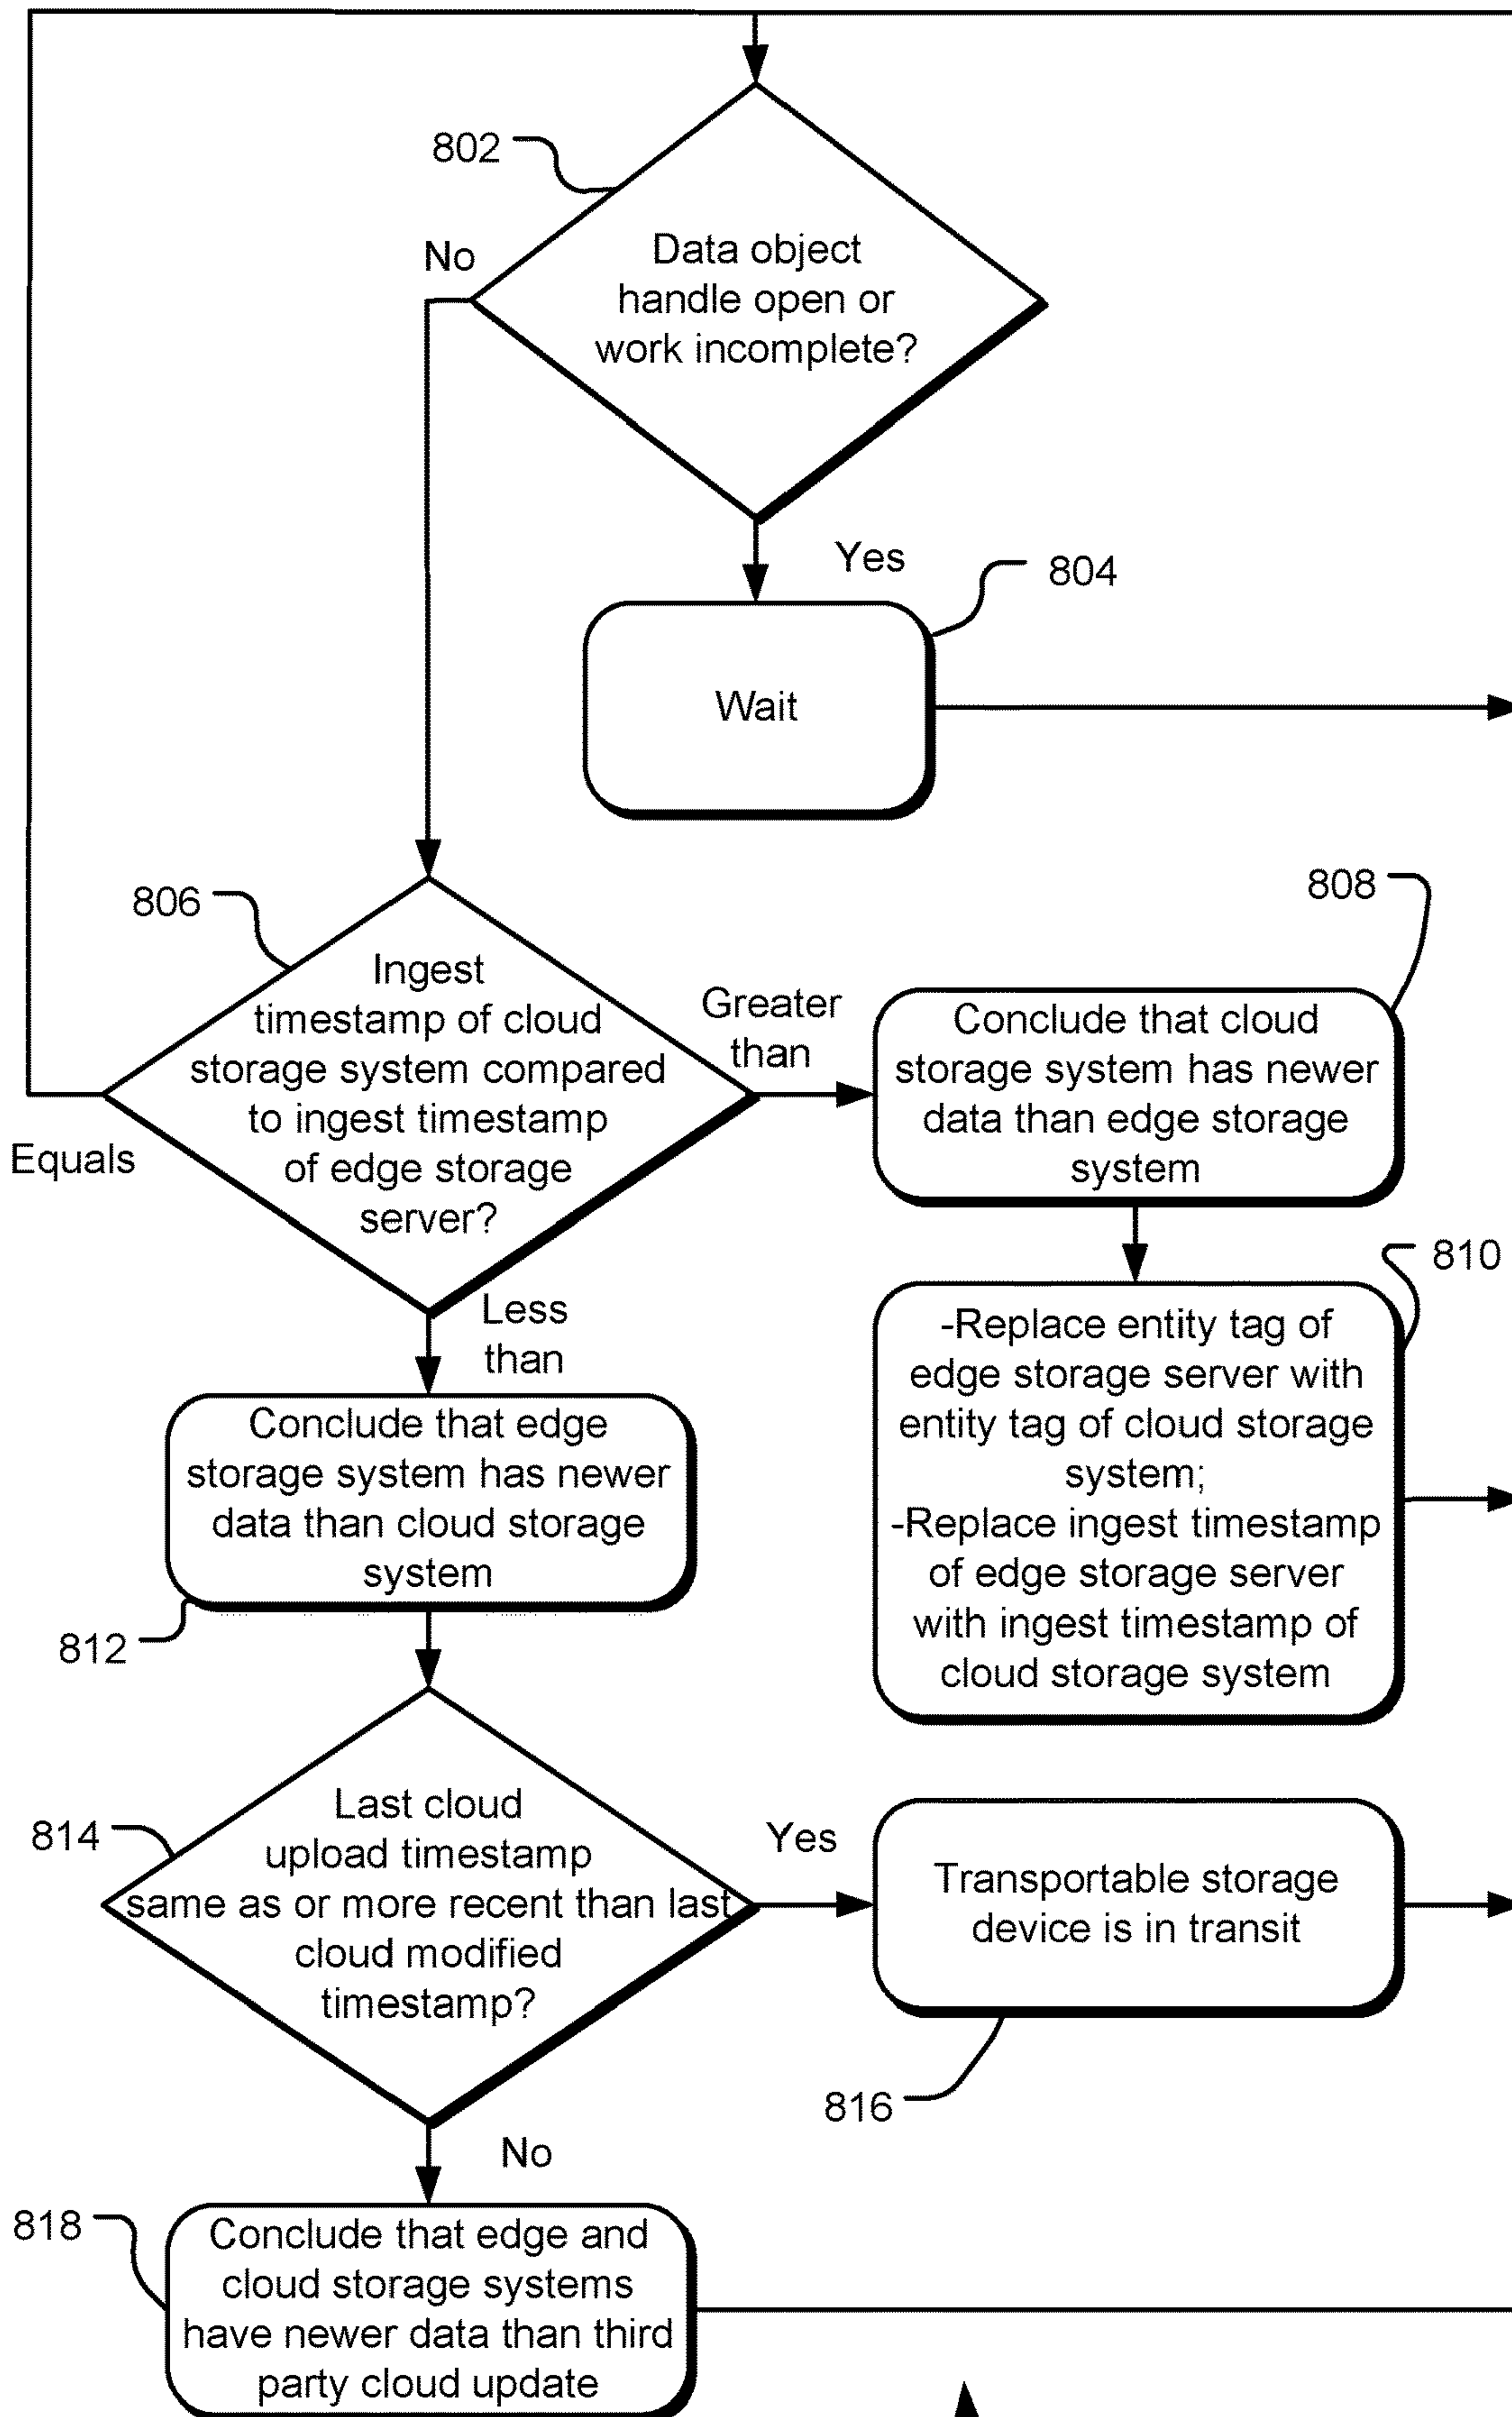 802
No
Data object
handle open or
work incomplete?
Yes
804
Wait
806
Ingest
timestamp of cloud
storage system compared
to ingest timestamp
of edge storage
server?
Equals
Greater
than
808
Conclude that cloud
storage system has newer
data than edge storage
system
Less
than
810
-Replace entity tag of
edge storage server with
entity tag of cloud storage
system;
-Replace ingest timestamp
of edge storage server
with ingest timestamp of
cloud storage system
Conclude that edge
storage system has newer
data than cloud storage
system
812
814
Last cloud
upload timestamp
same as or more recent than last
cloud modified
timestamp?
Yes
Transportable storage
device is in transit
816
No
818
Conclude that edge and
cloud storage systems
have newer data than third
party cloud update